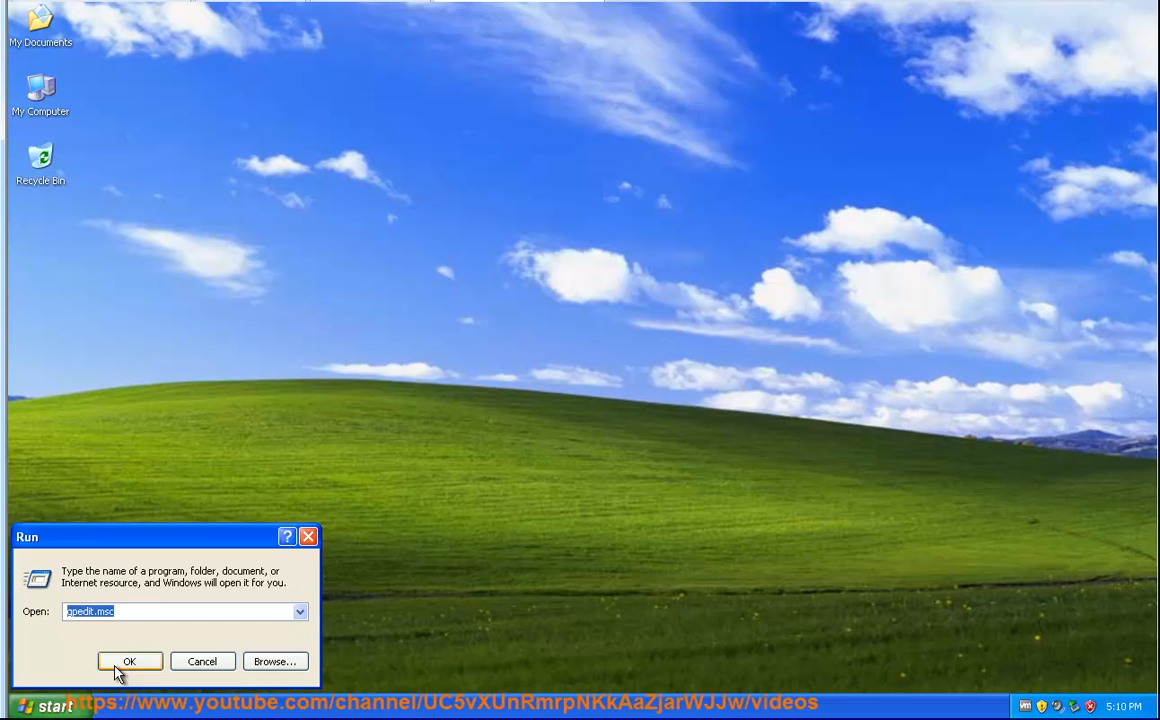 My Documents
My Computer
Recycle Bin
Run
Type the name of a program, folder, document, or
Internet resource, and Windows will open it for you.
Open: gpedit.msc
OK Cancel Browse...
start
https://www.youtube.com/channel/UC5vXUnRmrpNKkAaZjarWJJw/videos
5:10 PM